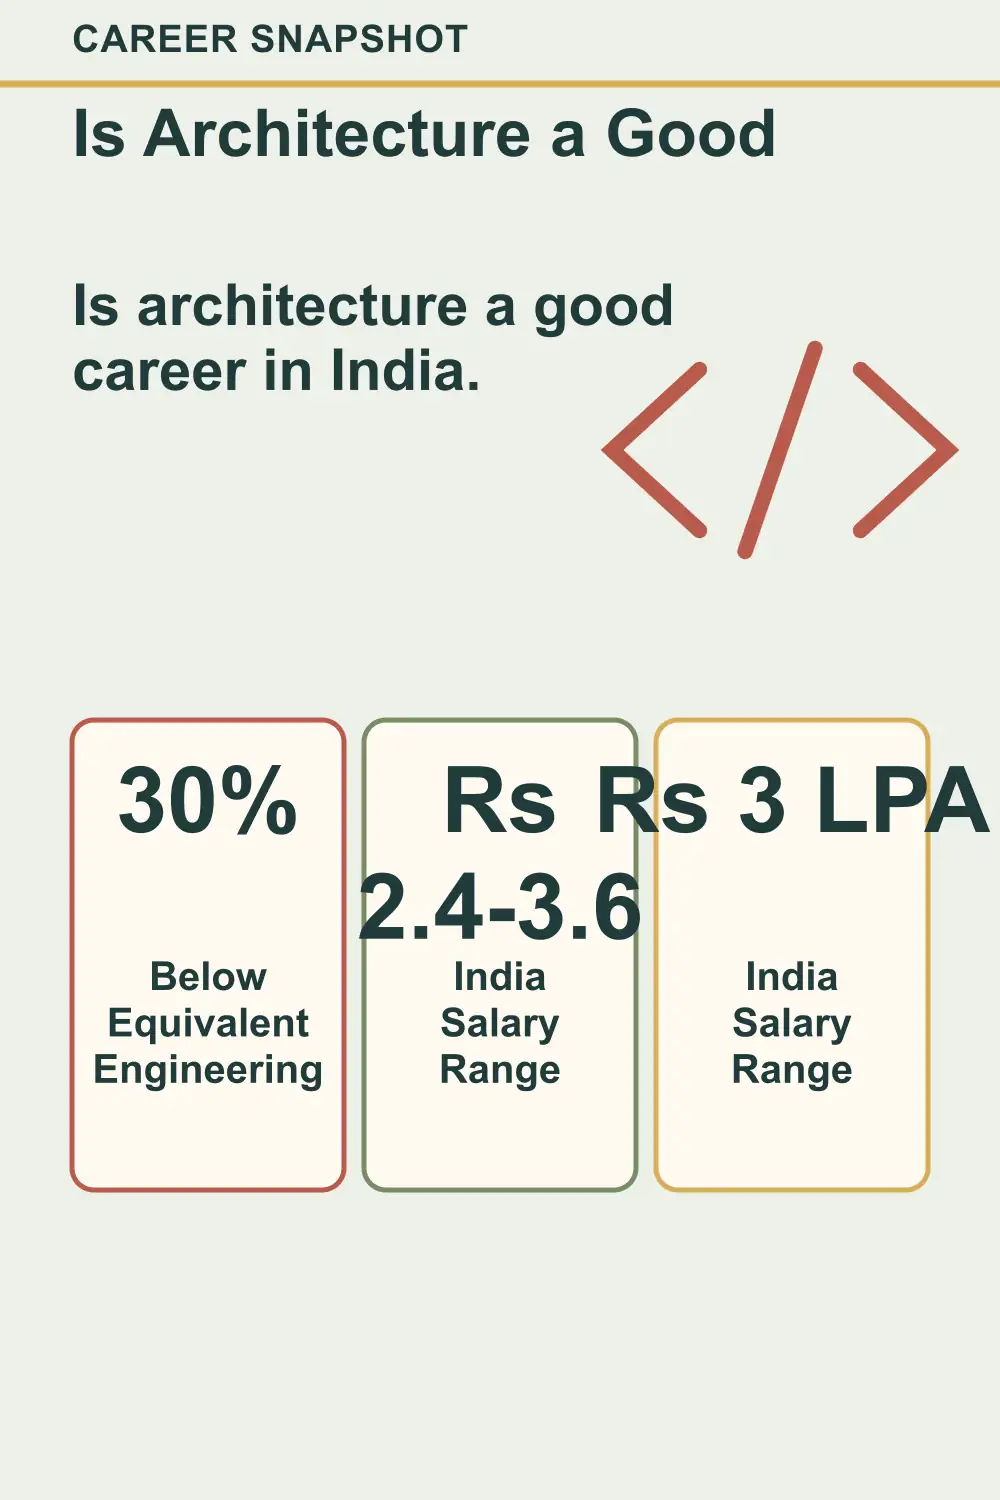 CAREER SNAPSHOT
Is Architecture a Good
Is architecture a good
career in India.
30%
Below
Equivalent
Engineering
Rs
2.4-3.6
India
Salary
Range
Rs 3 LPA
India
Salary
Range